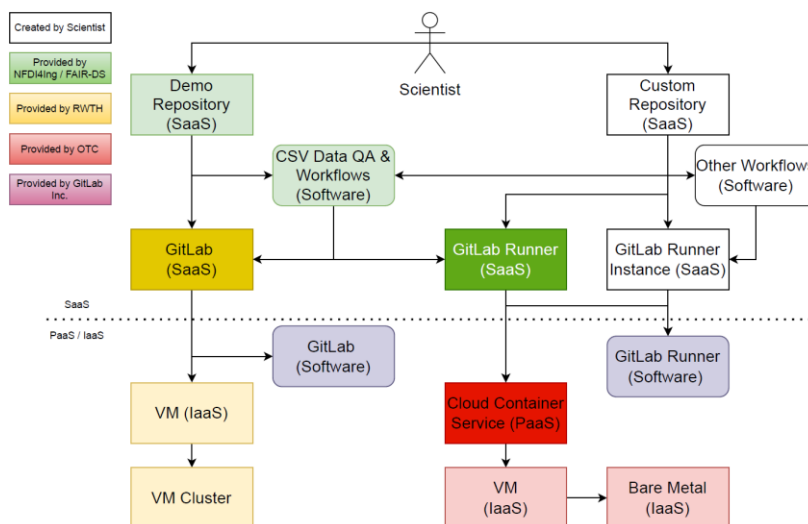 Created by Scientist
Provided by
NFDI4Ing / FAIR-DS
Provided by RWTH
Provided by OTC
Provided by GitLab
Inc.
Scientist
Demo
Repository
(SaaS)
Custom
Repository
(SaaS)
CSV Data QA &
Workflows
(Software)
Other Workflows
(Software)
GitLab
(SaaS)
GitLab Runner
(SaaS)
GitLab Runner
Instance (SaaS)
SaaS
PaaS / IaaS
GitLab
(Software)
GitLab Runner
(Software)
VM (IaaS)
Cloud Container
Service (PaaS)
VM Cluster
VM
(IaaS)
Bare Metal
(IaaS)